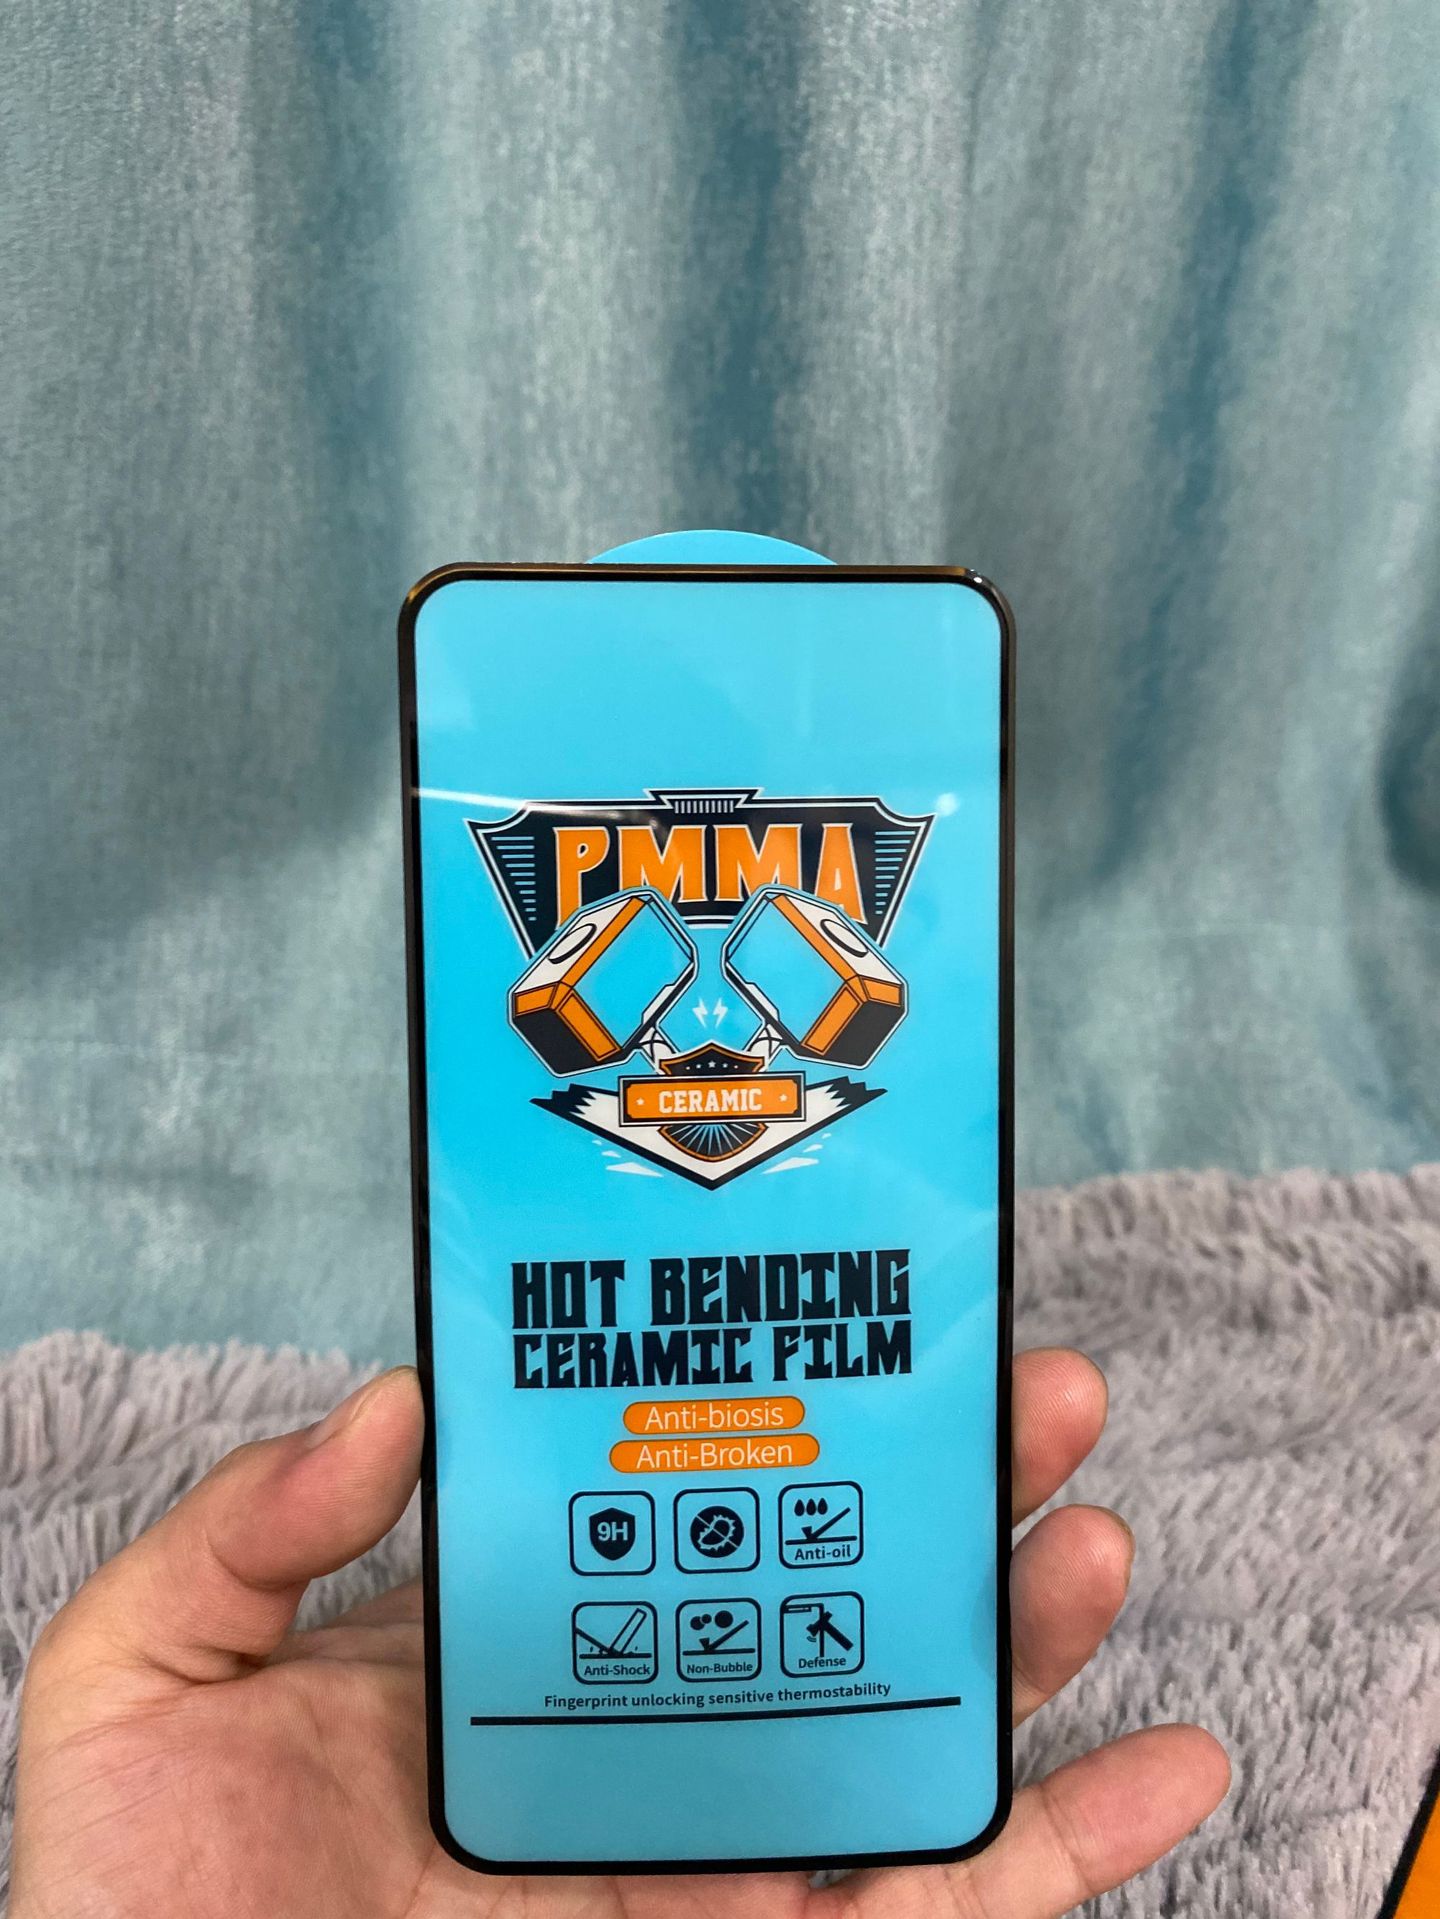 PMMA
CERAMIC
HOT BENDING
CERAMIC FILM
Anti-biosis
Anti-Broken
9H
Anti-oil
Anti-Shock
Non-Bubble
Defense
Fingerprint unlocking sensitive thermostability